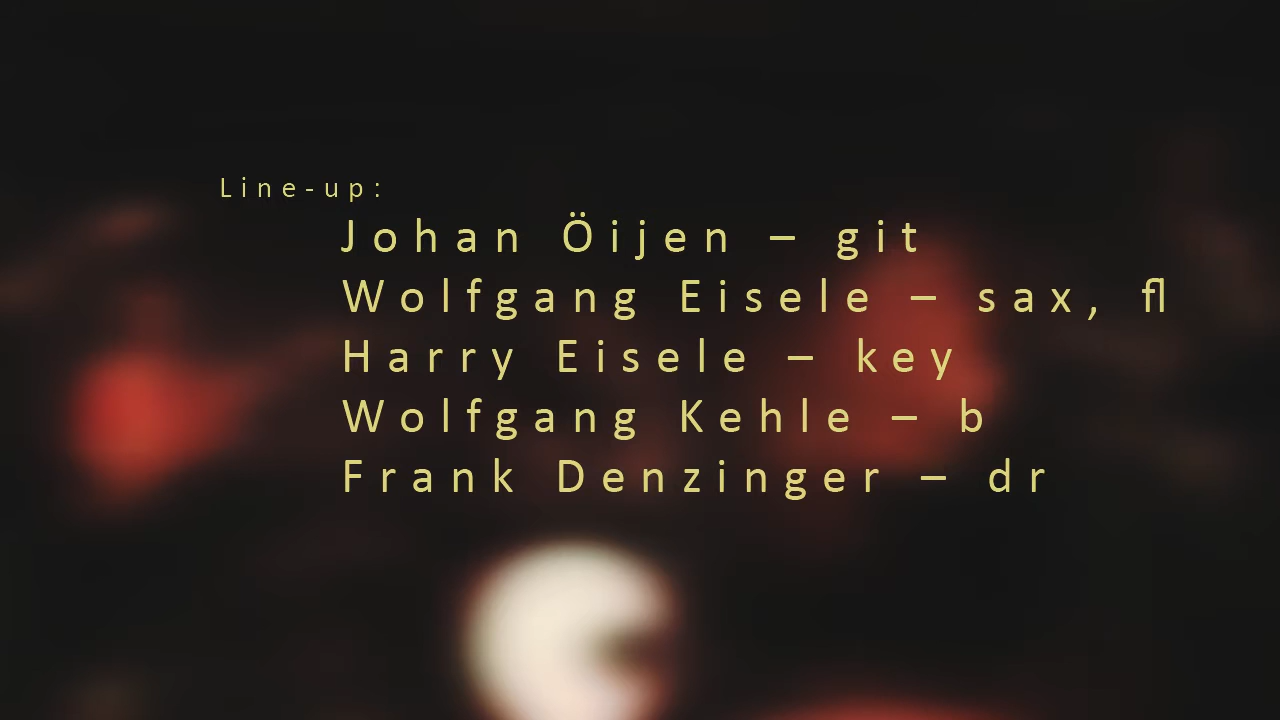 Line-up:
Johan Öijen – git
Wolfgang Eisele – sax, fl
Harry Eisele – key
Wolfgang Kehle – b
Frank Denzinger – dr